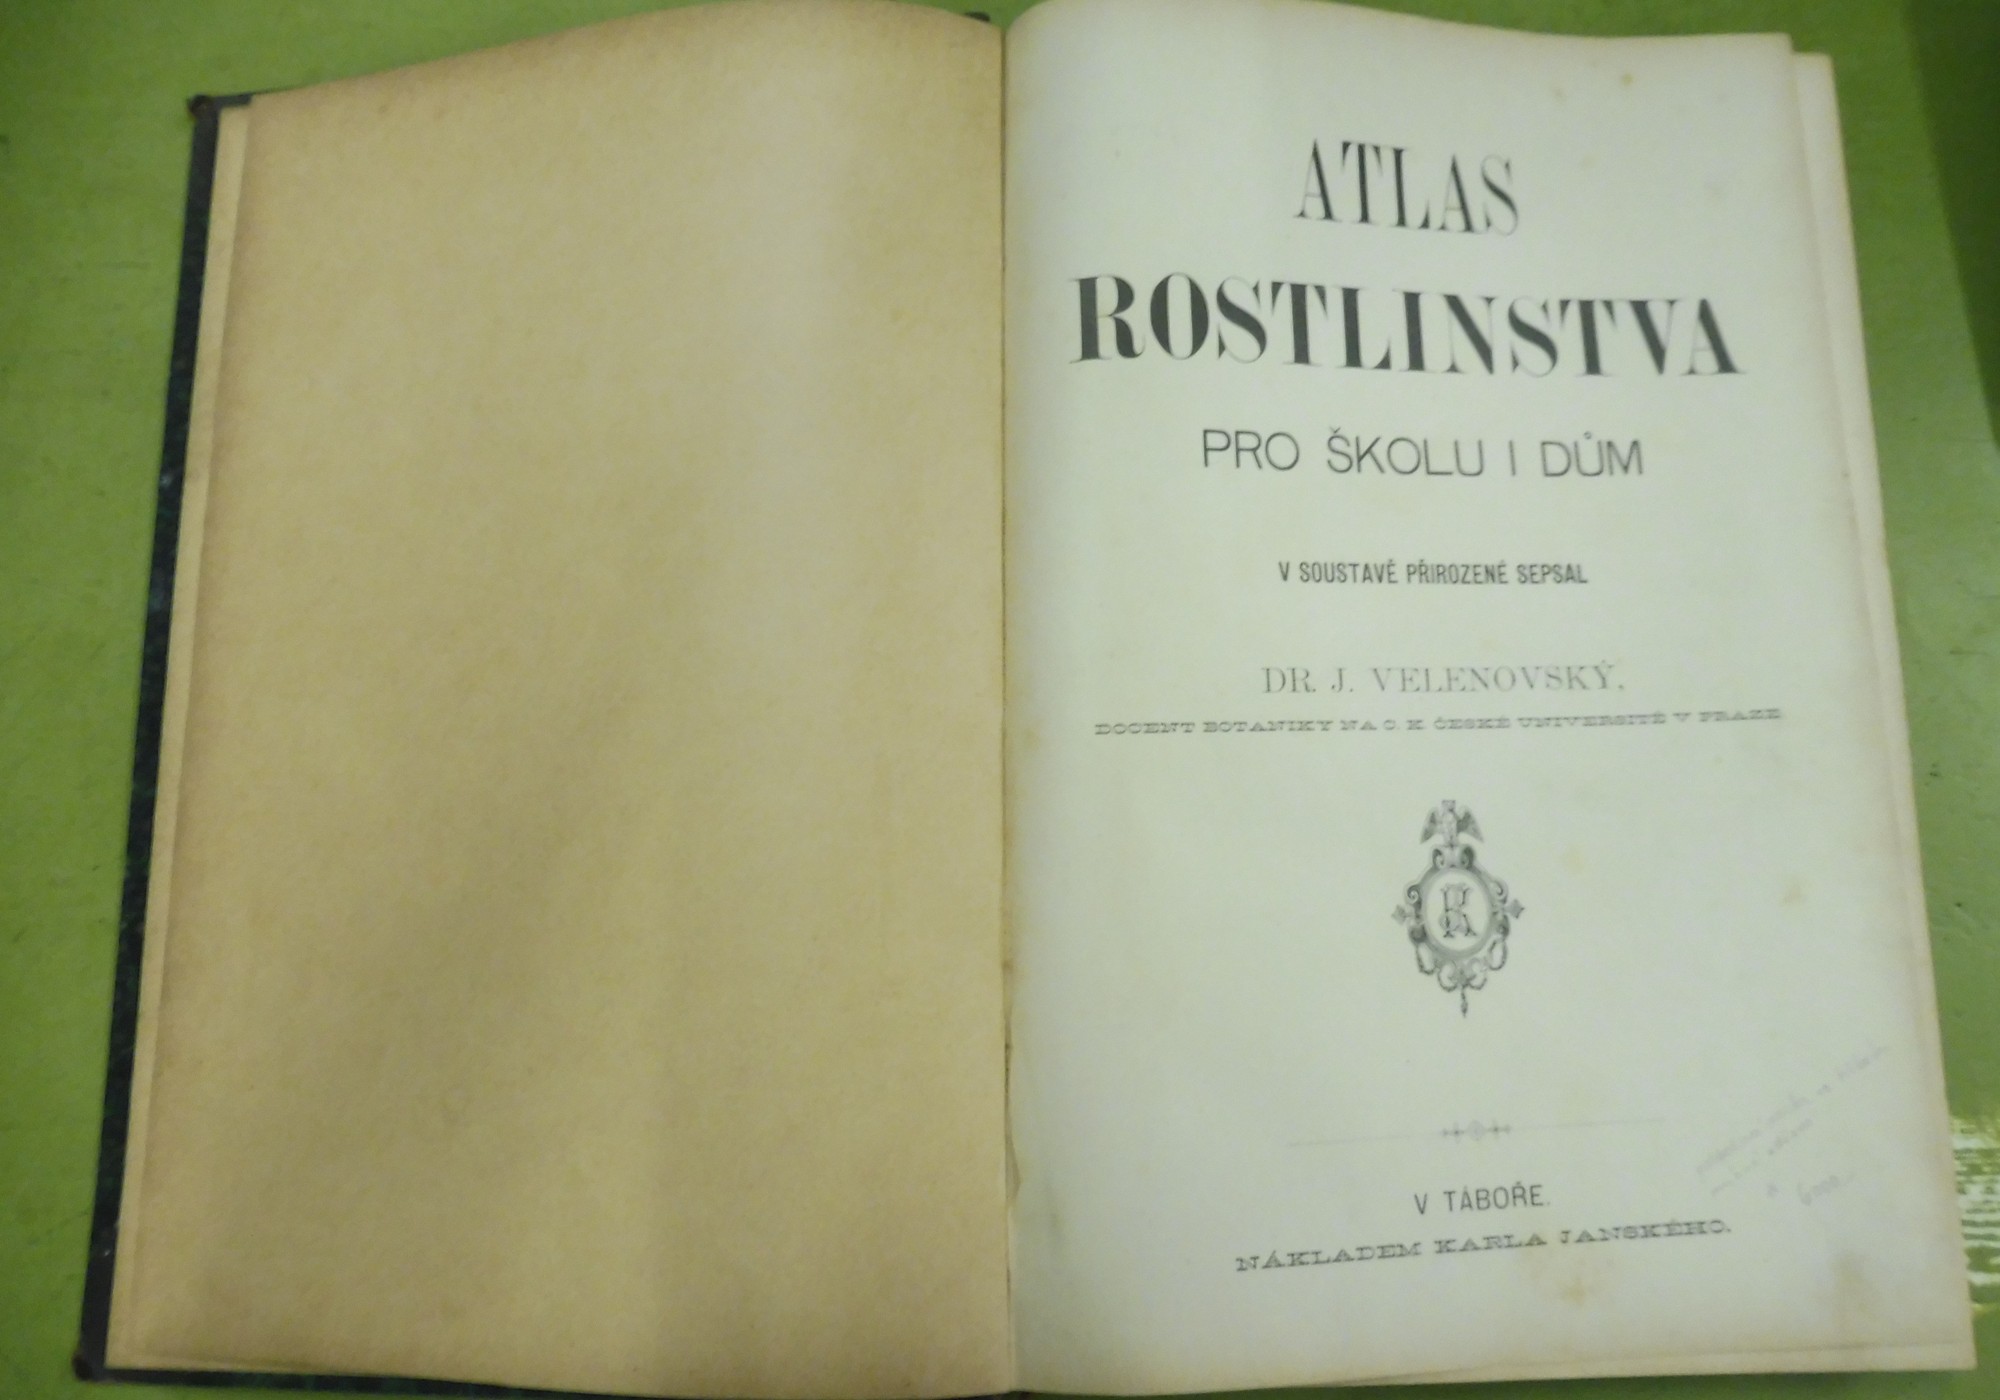 ATLAS
ROSTLINSTVA
PRO ŠKOLU I DŮM
V SOUSTAVĚ PŘIROZENÉ SEPSAL
DR. J. VELENOVSKÝ,
DOCENT BOTANIKY NA C. K. ČESKÉ UNIVERSITĚ V PRAZE
V TÁBOŘE.
NÁKLADEM KARLA JANSKÉHO.